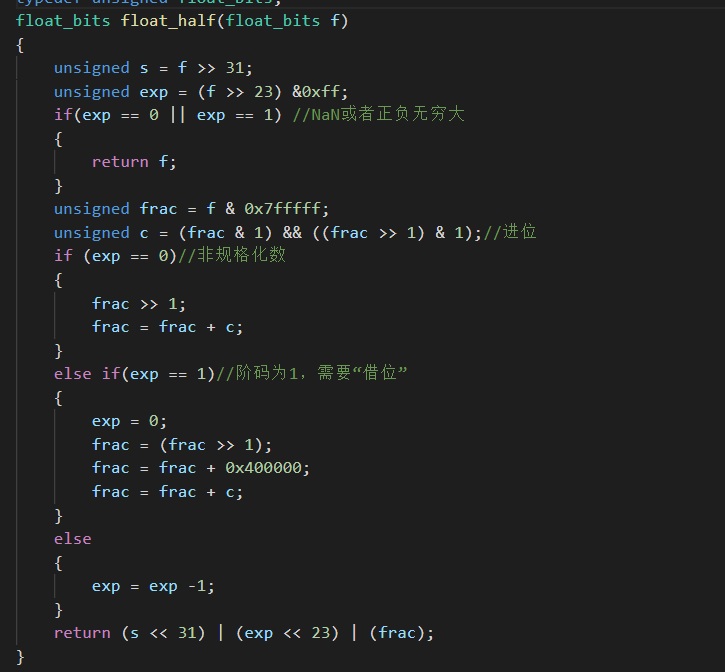 typedef unsigned float_bits;
float_bits float_half(float_bits f)
{
    unsigned s = f >> 31;
    unsigned exp = (f >> 23) &0xff;
    if(exp == 0 || exp == 1) //NaN或者正负无穷大
    {
        return f;
    }
    unsigned frac = f & 0x7fffff;
    unsigned c = (frac & 1) && ((frac >> 1) & 1);//进位
    if (exp == 0)//非规格化数
    {
        frac >> 1;
        frac = frac + c;
    }
    else if(exp == 1)//阶码为1，需要“借位”
    {
        exp = 0;
        frac = (frac >> 1);
        frac = frac + 0x400000;
        frac = frac + c;
    }
    else
    {
        exp = exp -1;
    }
    return (s << 31) | (exp << 23) | (frac);
}